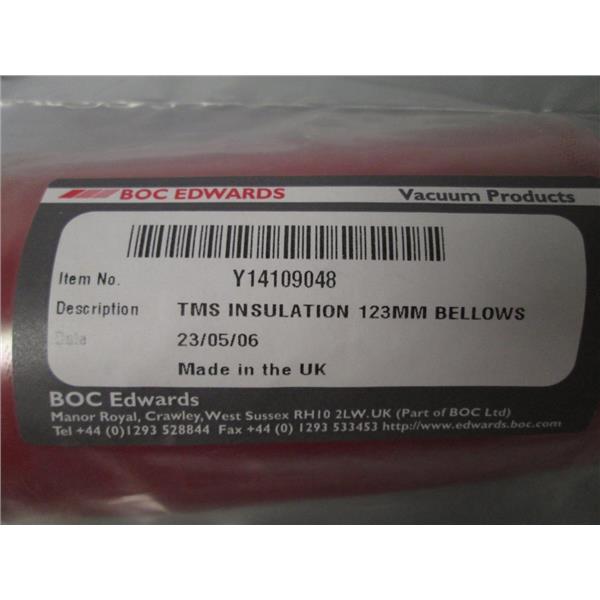 BOC EDWARDS Vacuum Products
Item No. Y14109048
Description TMS INSULATION 123MM BELLOWS
Date 23/05/06
Made in the UK
BOC Edwards
Manor Royal, Crawley, West Sussex RH10 2LW. UK (Part of BOC Ltd)
Tel +44 (0)1293 528844 Fax +44 (0) 1293 533453 http://www.edwards.boc.com